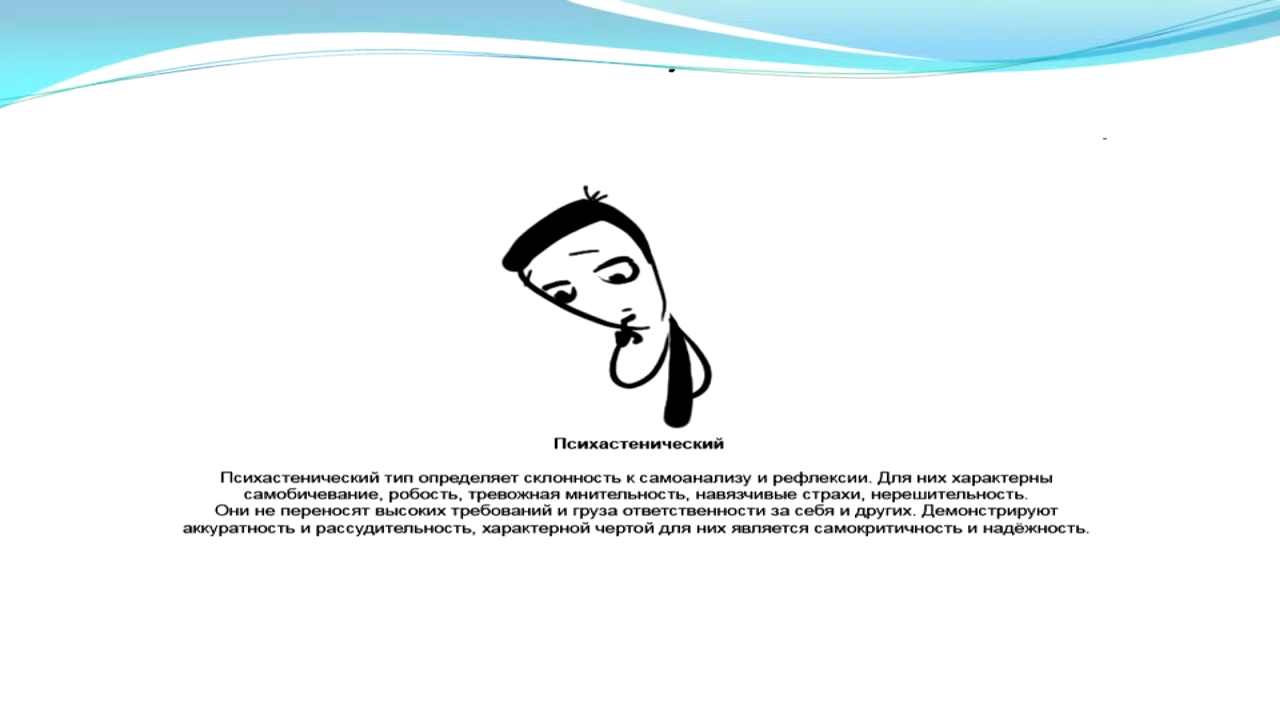 Психастенический
Психастенический тип определяет склонность к самоанализу и рефлексии. Для них характерны
самобичевание, робость, тревожная мнительность, навязчивые страхи, нерешительность.
Они не переносят высоких требований и груза ответственности за себя и других. Демонстрируют
аккуратность и рассудительность, характерной чертой для них является самокритичность и надёжность.